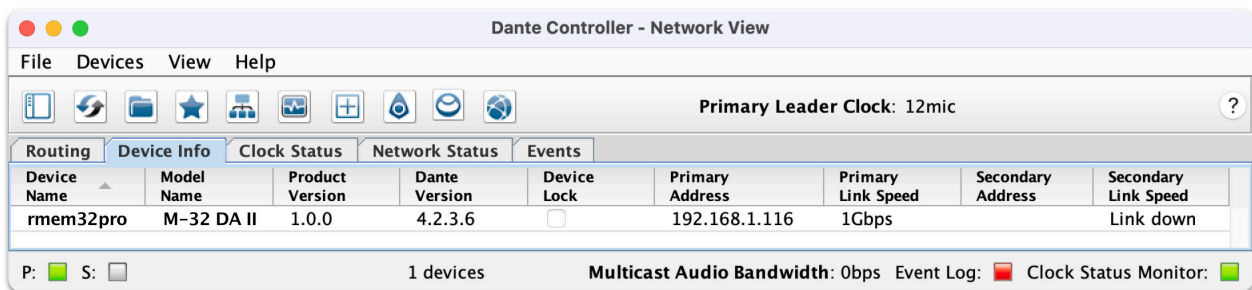 Dante Controller - Network View
File Devices View Help
Primary Leader Clock: 12mic ?
Routing Device Info Clock Status Network Status Events
Device Name Model Name Product Version Dante Version Device Lock Primary Address Primary Link Speed Secondary Address Secondary Link Speed
rmem32pro M-32 DA II 1.0.0 4.2.3.6 192.168.1.116 1Gbps Link down
P: S: 1 devices Multicast Audio Bandwidth: 0bps Event Log: Clock Status Monitor: